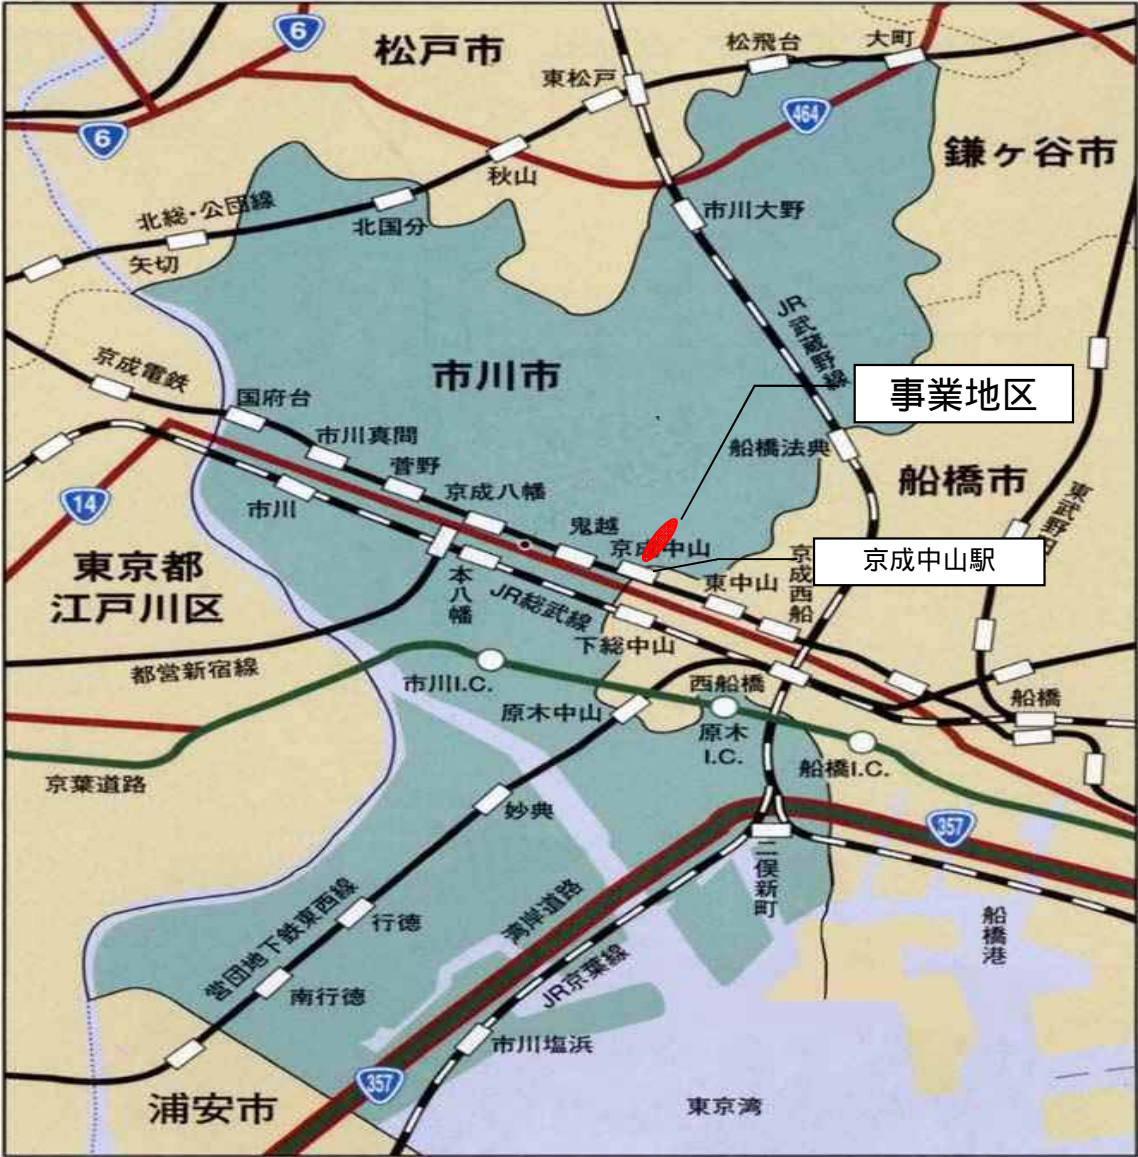 6
松戸市
松飛台
大町
東松戸
464
6
鎌ヶ谷市
秋山
北総・公団線
北国分
市川大野
矢切
JR武蔵野線
京成電鉄
市川市
国府台
事業地区
市川真間
船橋法典
菅野
船橋市
京成八幡
市川
東武野田
14
鬼越
京成中山
京成西船
京成中山駅
東京都
江戸川区
本八幡
東中山
JR総武線
下総中山
都営新宿線
市川I.C.
西船橋
船橋
原木中山
原木
I.C.
船橋I.C.
京葉道路
妙典
357
二俣新町
営団地下鉄東西線
行徳
湾岸道路
船橋港
JR京葉線
南行徳
市川塩浜
357
浦安市
東京湾